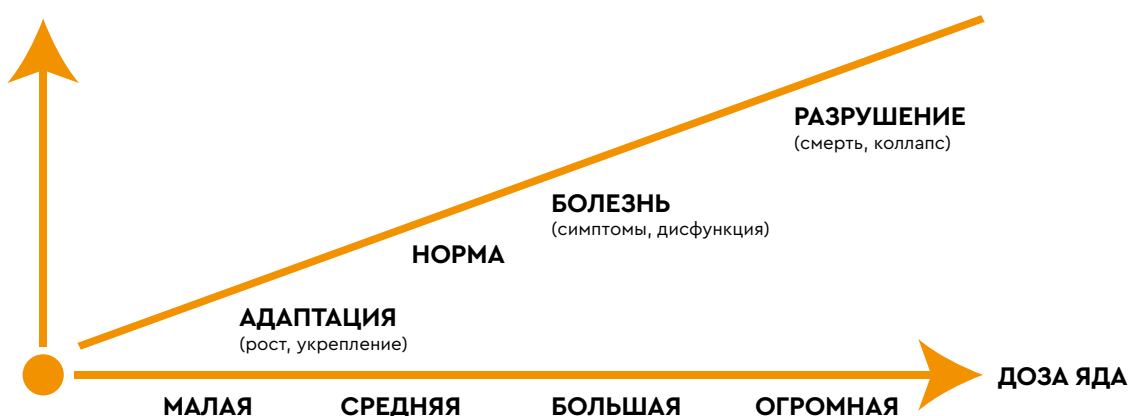 РАЗРУШЕНИЕ
(смерть, коллапс)
БОЛЕЗНЬ
(симптомы, дисфункция)
НОРМА
АДАПТАЦИЯ
(рост, укрепление)
ДОЗА ЯДА
МАЛАЯ СРЕДНЯЯ БОЛЬШАЯ ОГРОМНАЯ